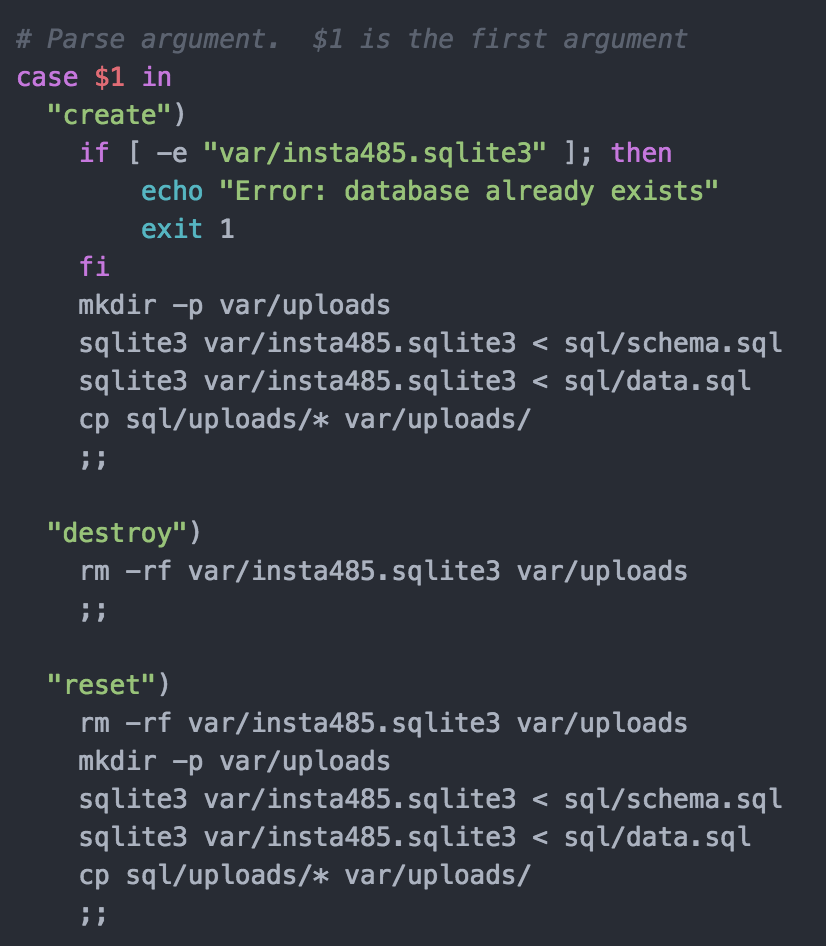 # Parse argument.  $1 is the first argument
case $1 in
  "create")
    if [ -e "var/insta485.sqlite3" ]; then
        echo "Error: database already exists"
        exit 1
    fi
    mkdir -p var/uploads
    sqlite3 var/insta485.sqlite3 < sql/schema.sql
    sqlite3 var/insta485.sqlite3 < sql/data.sql
    cp sql/uploads/* var/uploads/
    ;;

  "destroy")
    rm -rf var/insta485.sqlite3 var/uploads
    ;;

  "reset")
    rm -rf var/insta485.sqlite3 var/uploads
    mkdir -p var/uploads
    sqlite3 var/insta485.sqlite3 < sql/schema.sql
    sqlite3 var/insta485.sqlite3 < sql/data.sql
    cp sql/uploads/* var/uploads/
    ;;